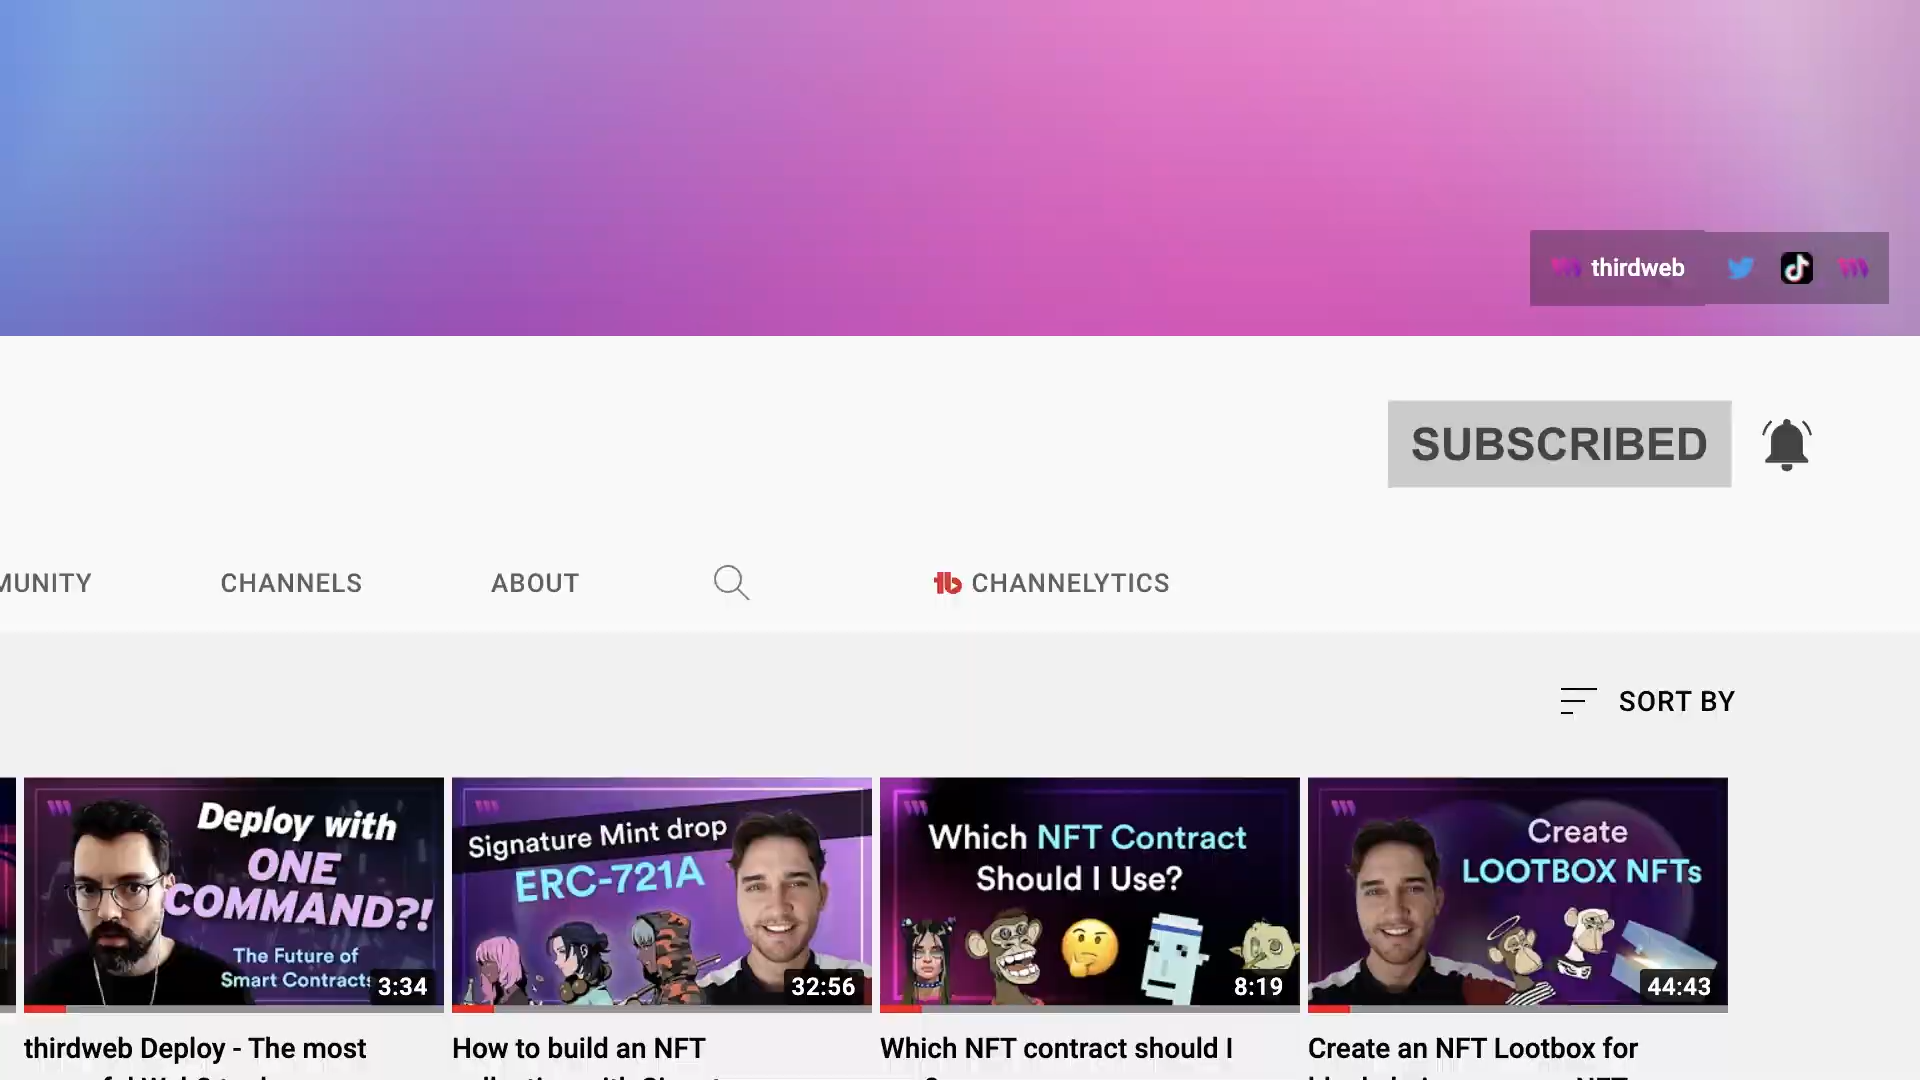 thirdweb
SUBSCRIBED
MUNITY CHANNELS ABOUT CHANNELYTICS
SORT BY
Deploy with
ONE
COMMAND?!
The Future of
Smart Contracts
3:34
Signature Mint drop
ERC-721A
32:56
Which NFT Contract
Should I Use?
8:19
Create
LOOTBOX NFTs
44:43
thirdweb Deploy - The most
How to build an NFT
Which NFT contract should I
Create an NFT Lootbox for